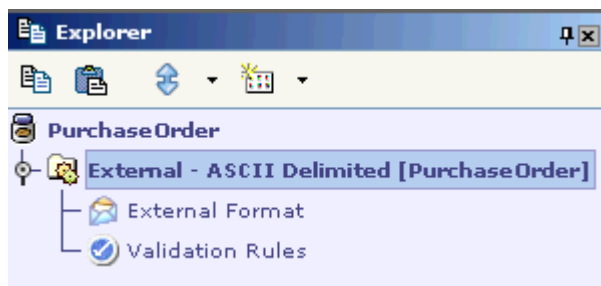 Explorer
PurchaseOrder
External - ASCII Delimited [PurchaseOrder]
External Format
Validation Rules